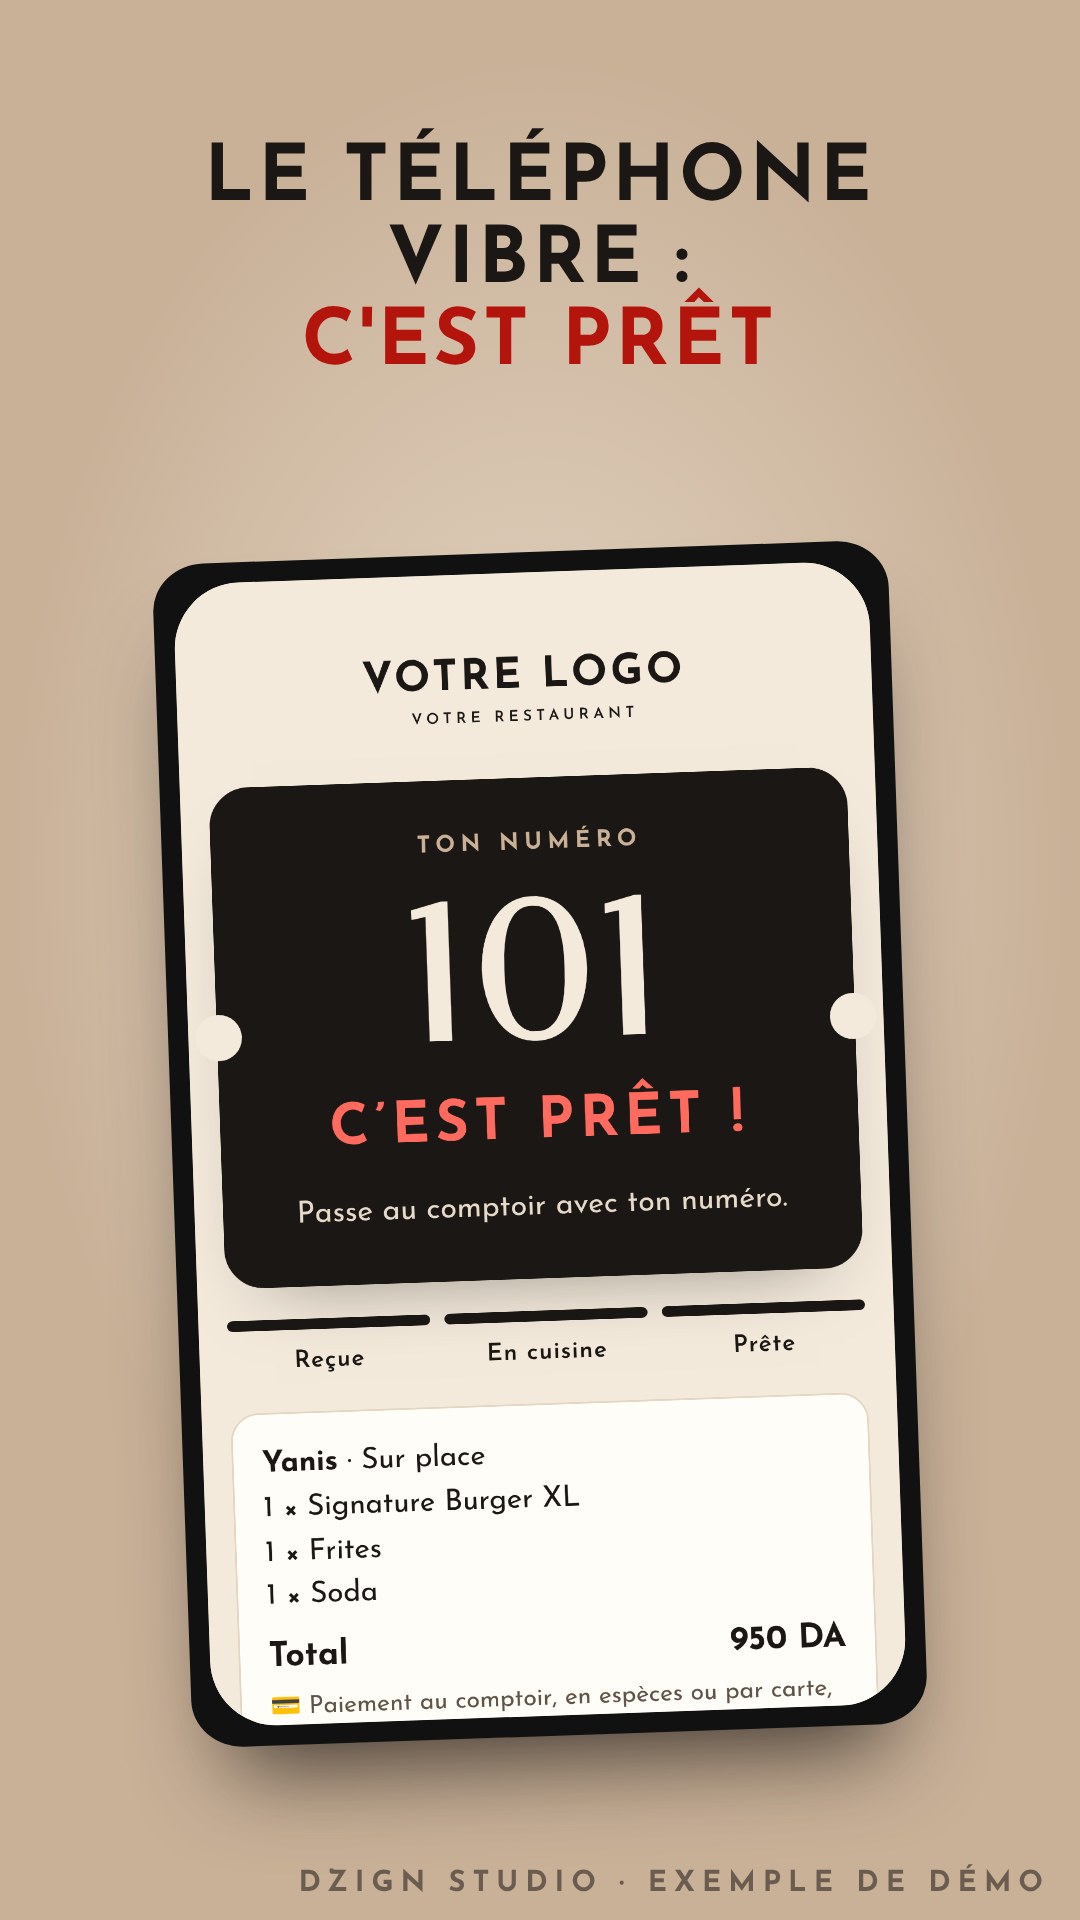 LE TÉLÉPHONE
VIBRE :
C'EST PRÊT
VOTRE LOGO
VOTRE RESTAURANT
TON NUMÉRO
101
C’EST PRÊT !
Passe au comptoir avec ton numéro.
Reçue En cuisine Prête
Yanis · Sur place
1 × Signature Burger XL
1 × Frites
1 × Soda
Total 950 DA
💳 Paiement au comptoir, en espèces ou par carte,
DZIGN STUDIO · EXEMPLE DE DÉMO